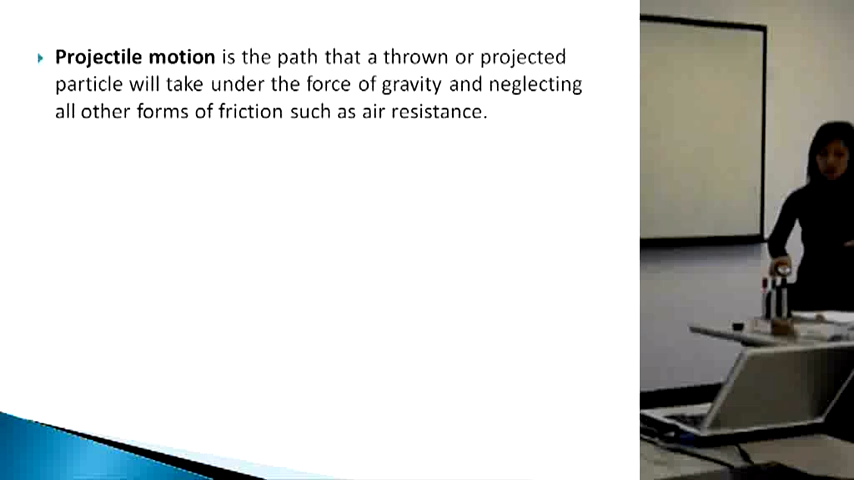 Projectile motion is the path that a thrown or projected
particle will take under the force of gravity and neglecting
all other forms of friction such as air resistance.